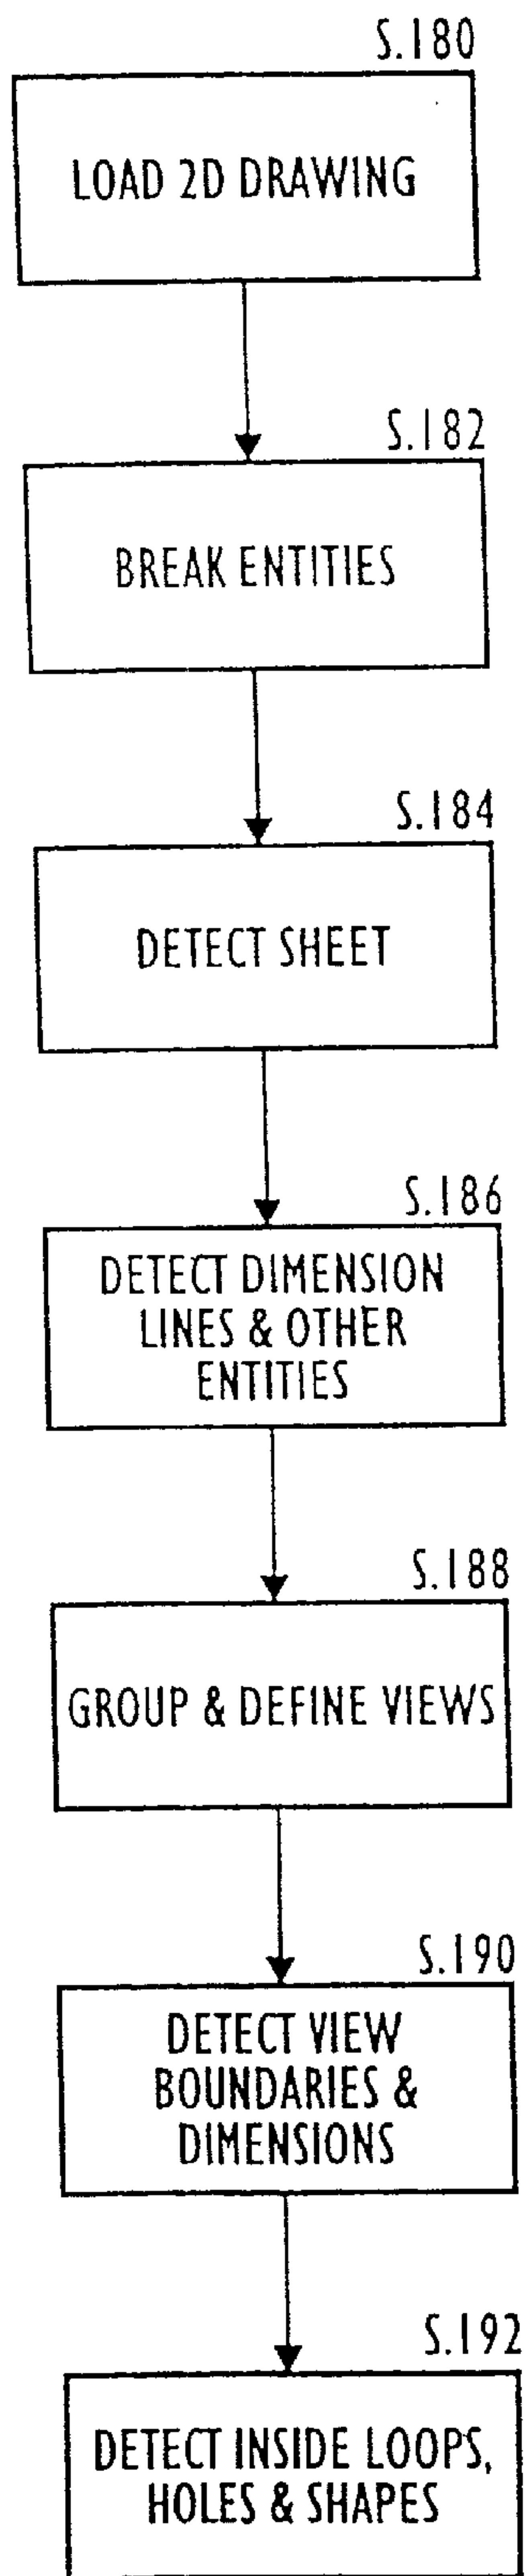 S.180
LOAD 2D DRAWING
S.182
BREAK ENTITIES
S.184
DETECT SHEET
S.186
DETECT DIMENSION
LINES & OTHER
ENTITIES
S.188
GROUP & DEFINE VIEWS
S.190
DETECT VIEW
BOUNDARIES &
DIMENSIONS
S.192
DETECT INSIDE LOOPS,
HOLES & SHAPES